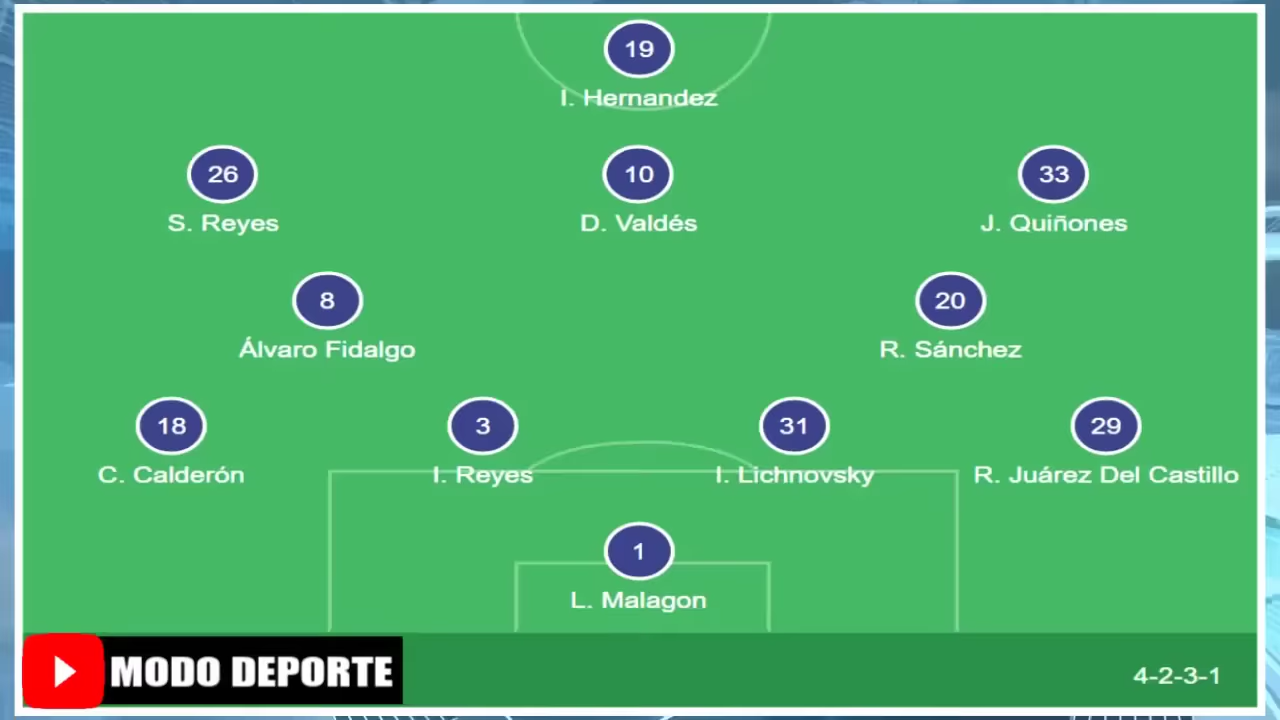 19
I. Hernandez
26
S. Reyes
10
D. Valdés
33
J. Quiñones
8
Álvaro Fidalgo
20
R. Sánchez
18
C. Calderón
3
I. Reyes
31
I. Lichnovsky
29
R. Juárez Del Castillo
1
L. Malagon
MODO DEPORTE
4-2-3-1